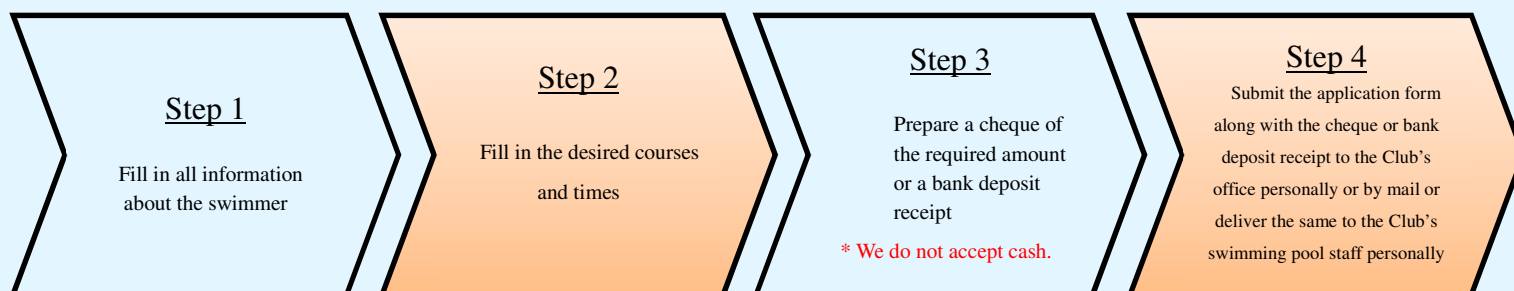 Step 1
Fill in all information
about the swimmer
Step 2
Fill in the desired courses
and times
Step 3
Prepare a cheque of
the required amount
or a bank deposit
receipt
* We do not accept cash.
Step 4
Submit the application form
along with the cheque or bank
deposit receipt to the Club’s
office personally or by mail or
deliver the same to the Club’s
swimming pool staff personally